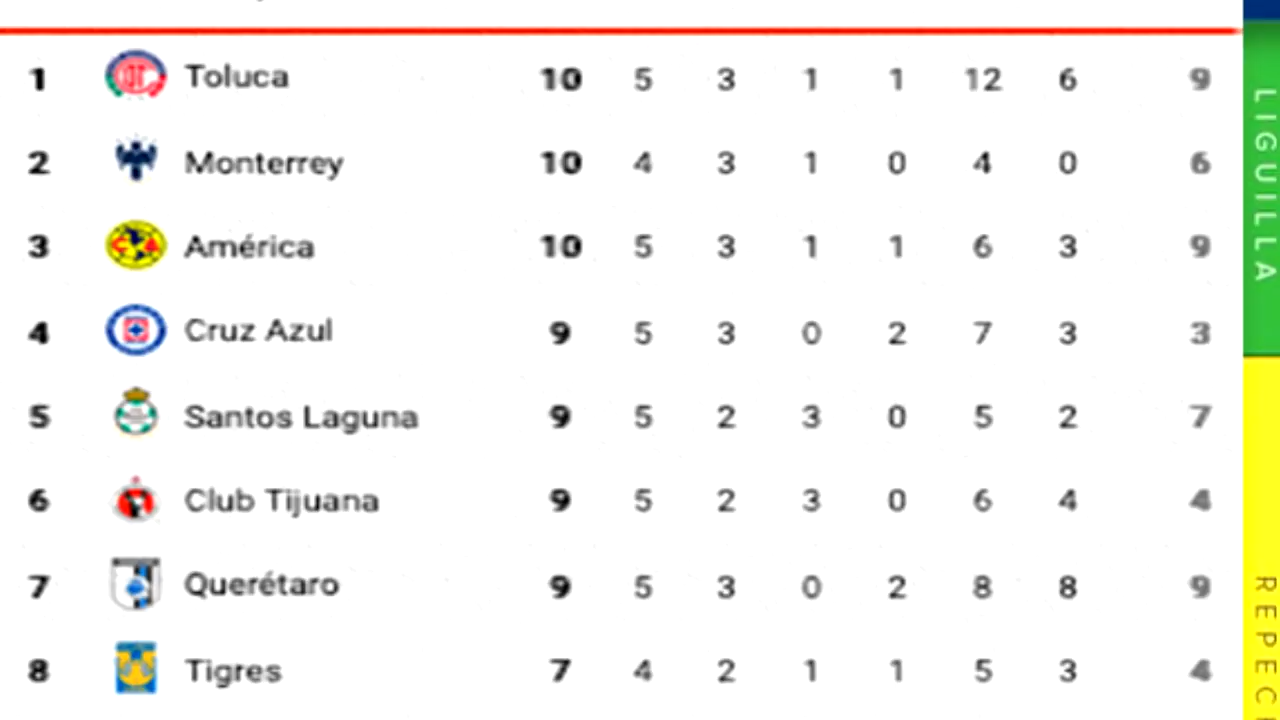 1 Toluca 10 5 3 1 1 12 6 9
2 Monterrey 10 4 3 1 0 4 0 6
3 América 10 5 3 1 1 6 3 9
4 Cruz Azul 9 5 3 0 2 7 3 3
5 Santos Laguna 9 5 2 3 0 5 2 7
6 Club Tijuana 9 5 2 3 0 6 4 4
7 Querétaro 9 5 3 0 2 8 8 9
8 Tigres 7 4 2 1 1 5 3 4
LIGUILLA
REPEC